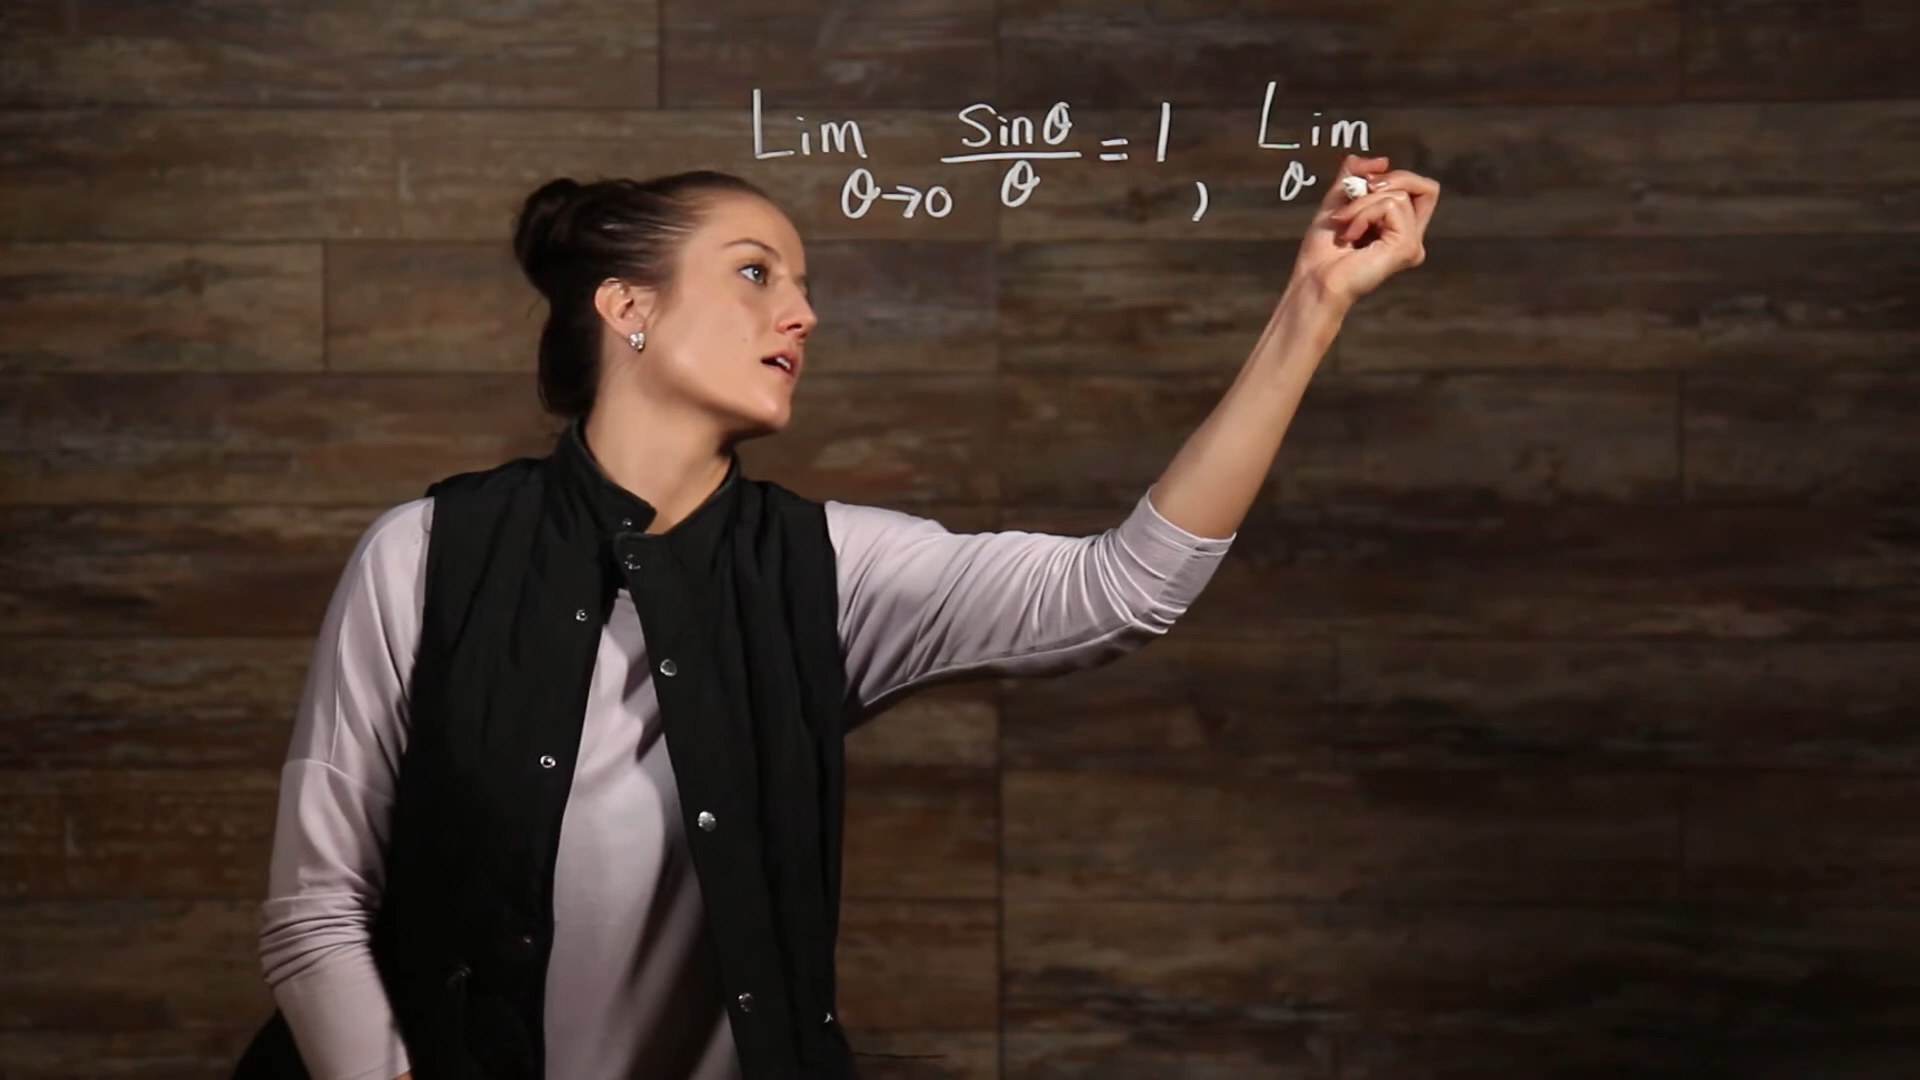 Lim θ→0 sinθ/θ = 1, Lim θ